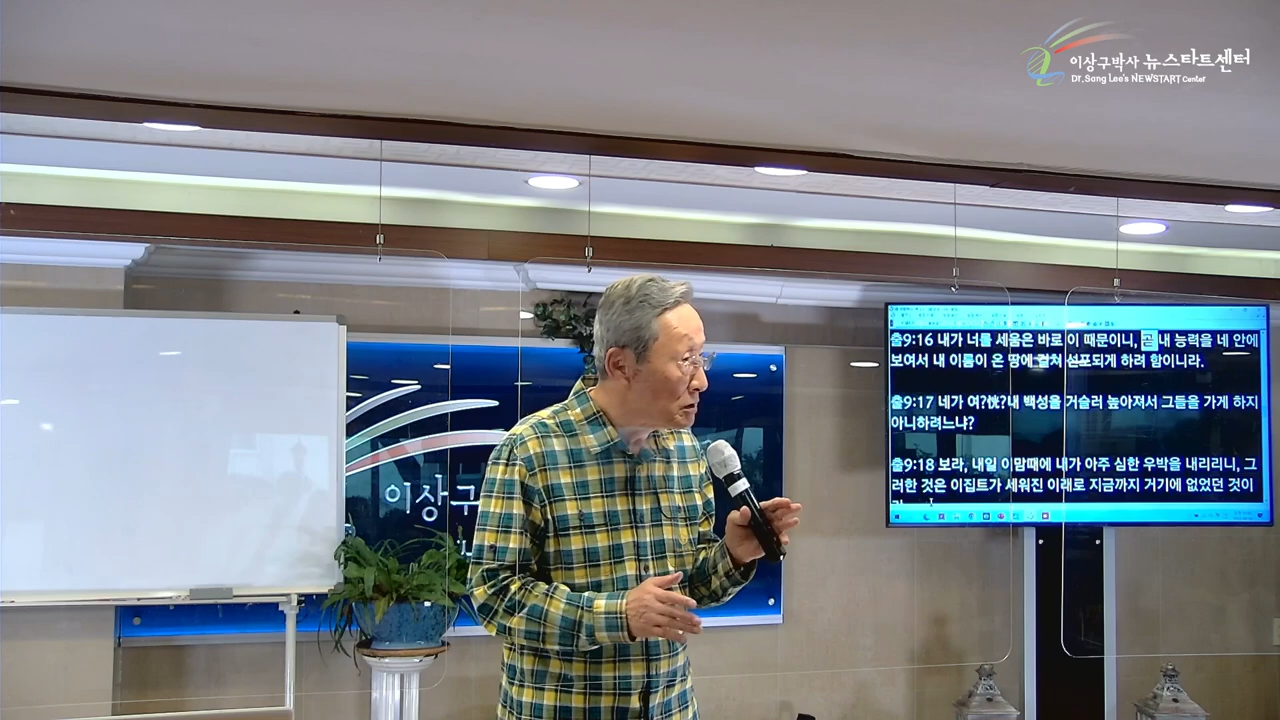 이상구박사 뉴스타트센터
Dr. Sang Lee's NEWSTART Center
출9:16 내가 너를 세움은 바로 이 때문이니, 곧 내 능력을 네 안에
보여서 내 이름이 온 땅에 걸쳐 선포되게 하려 함이니라.
출9:17 네가 여?恍?내 백성을 거슬러 높아져서 그들을 가게 하지
아니하려느냐?
출9:18 보라, 내일 이맘때에 내가 아주 심한 우박을 내리리니, 그
러한 것은 이집트가 세워진 이래로 지금까지 거기에 없었던 것이
이상구